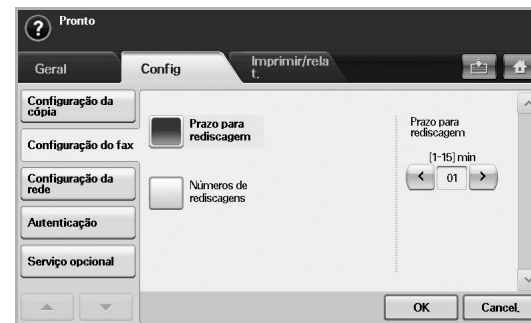 Pronto
Geral
Config
Imprimir/rela
t.
Configuração da
cópia
Configuração do fax
Configuração da
rede
Autenticação
Serviço opcional
Prazo para
rediscagem
Números de
rediscagens
Prazo para
rediscagem
[1-15] min
01
OK
Cancel.